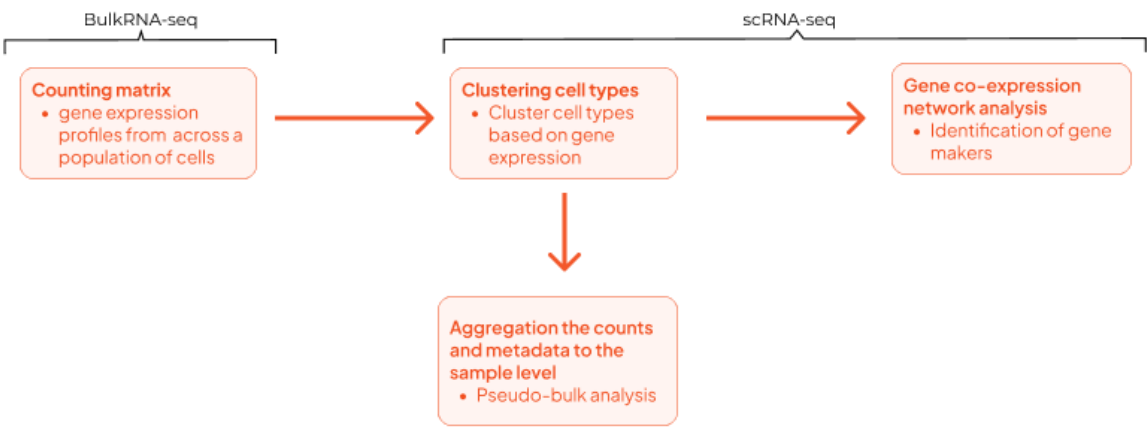 BulkRNA-seq
scRNA-seq
Counting matrix
• gene expression
profiles from across a
population of cells
Clustering cell types
• Cluster cell types
based on gene
expression
Gene co-expression
network analysis
• Identification of gene
makers
Aggregation the counts
and metadata to the
sample level
• Pseudo-bulk analysis